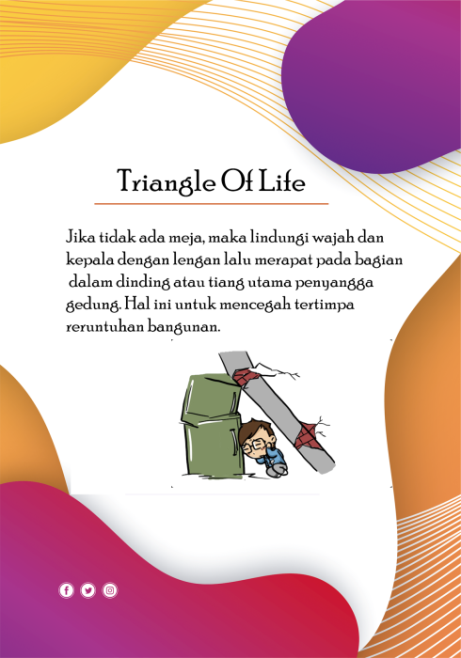 Triangle Of Life
Jika tidak ada meja, maka lindungi wajah dan
kepala dengan lengan lalu merapat pada bagian
dalam dinding atau tiang utama penyangga
gedung. Hal ini untuk mencegah tertimpa
reruntuhan bangunan.